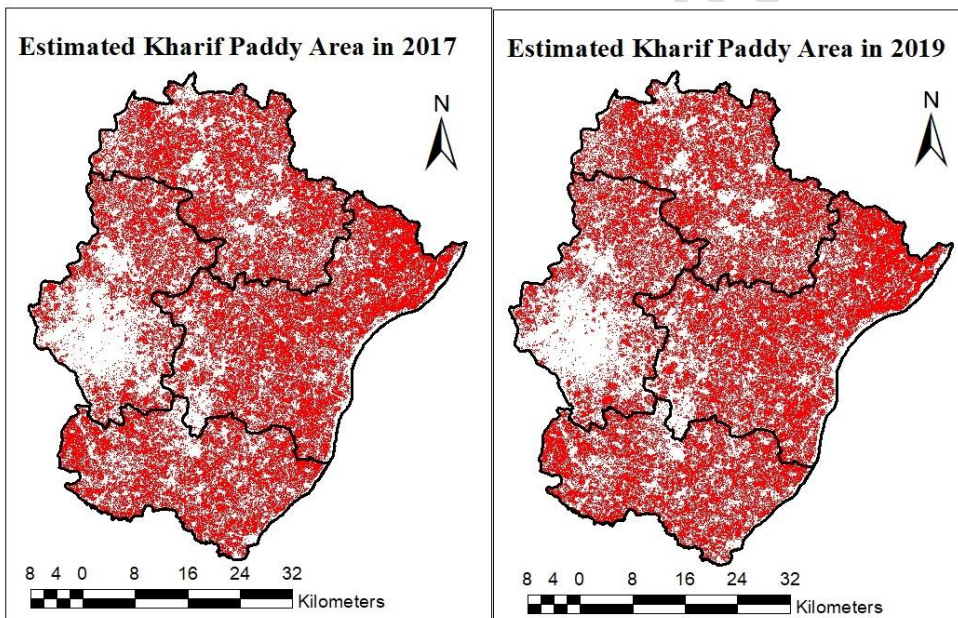 Estimated Kharif Paddy Area in 2017
N
8 4 0 8 16 24 32
Kilometers
Estimated Kharif Paddy Area in 2019
N
8 4 0 8 16 24 32
Kilometers